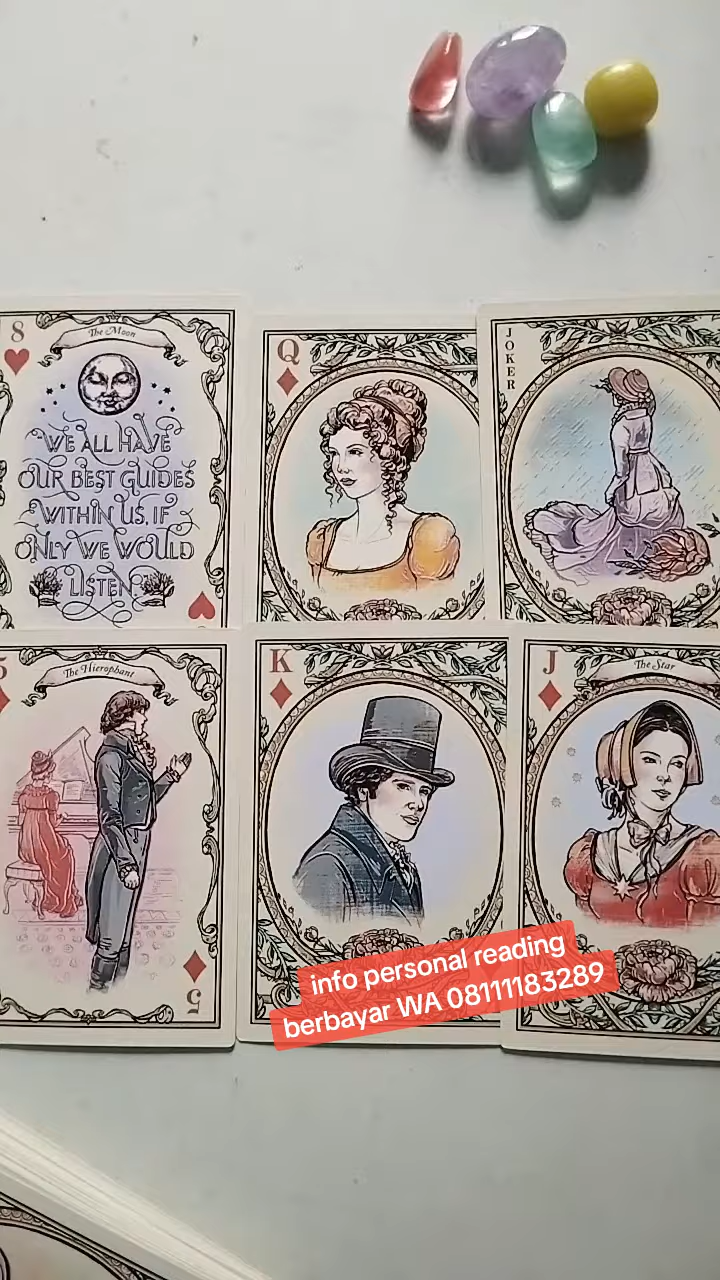 8
The Moon
WE ALL HAVE
OUR BEST GUIDES
WITHIN US, IF
ONLY WE WOULD
LISTEN
Q
JOKER
5
The Hierophant
5
K
J
The Star
info personal reading
berbayar WA 08111183289